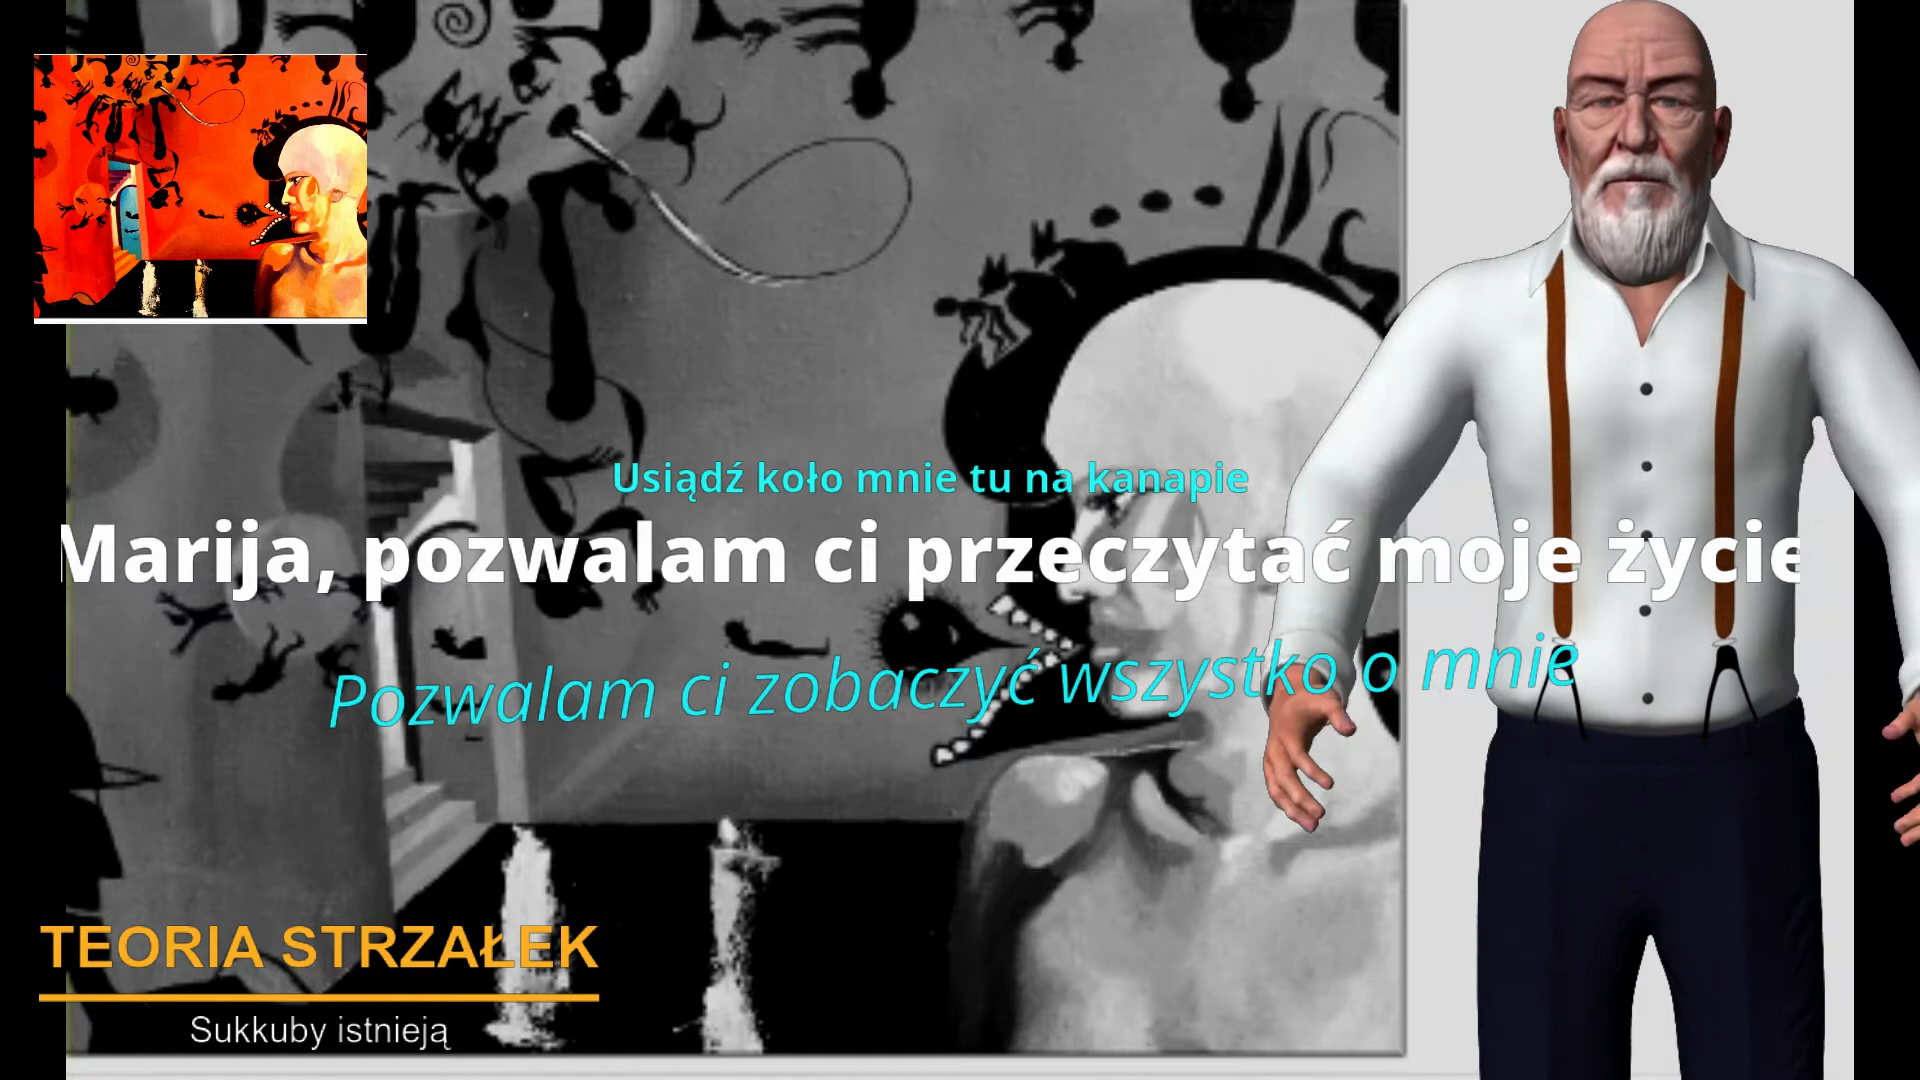 Usiądź koło mnie tu na kanapie
Marija, pozwalam ci przeczytać moje życie
Pozwalam ci zobaczyć wszystko o mnie
TEORIA STRZAŁEK
Sukkuby istnieją